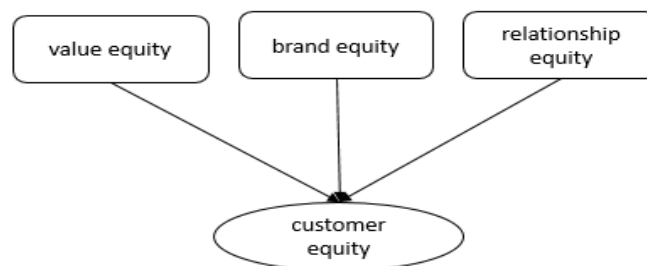 value equity
brand equity
relationship
equity
customer
equity